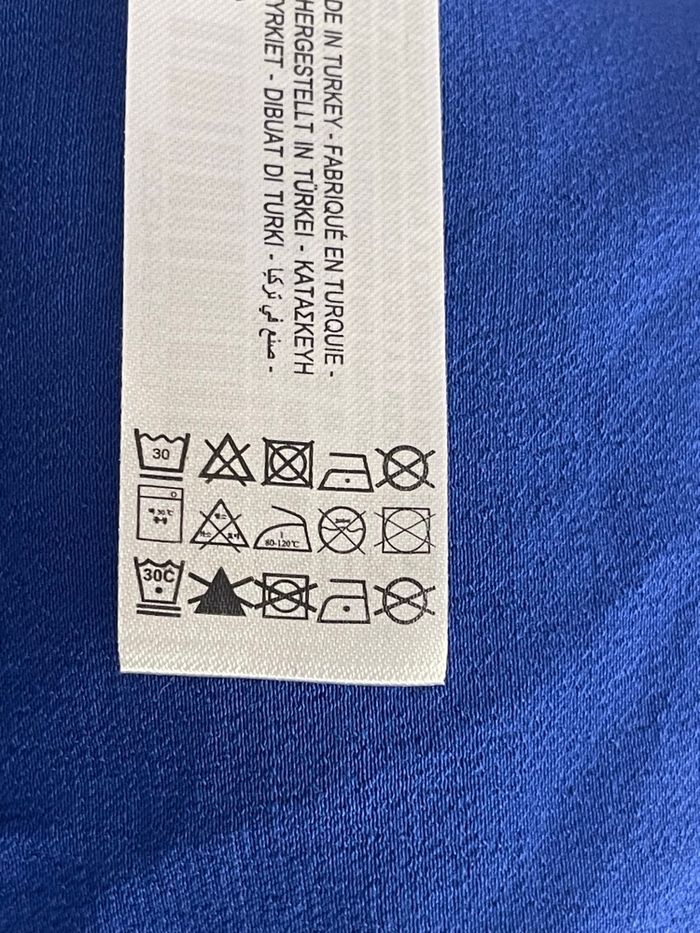 DE IN TURKEY - FABRIQUÉ EN TURQUIE -
HERGESTELLT IN TÜRKEI - ΚΑΤΑΣΚΕΥΗ
YRKIET - DIBUAT DI TURKI - صنع في تركيا -
30
80-120℃
30C